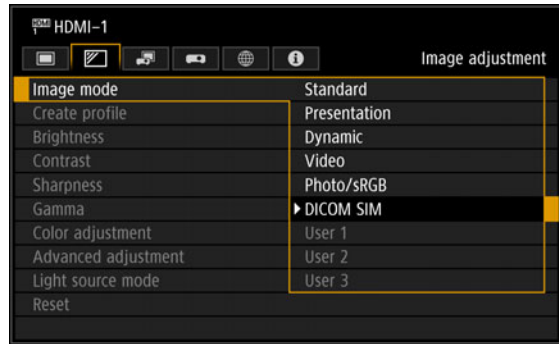 HDMI HDMI-1
Image adjustment
Image mode
Standard
Create profile
Presentation
Brightness
Dynamic
Contrast
Video
Sharpness
Photo/sRGB
Gamma
DICOM SIM
Color adjustment
User 1
Advanced adjustment
User 2
Light source mode
User 3
Reset